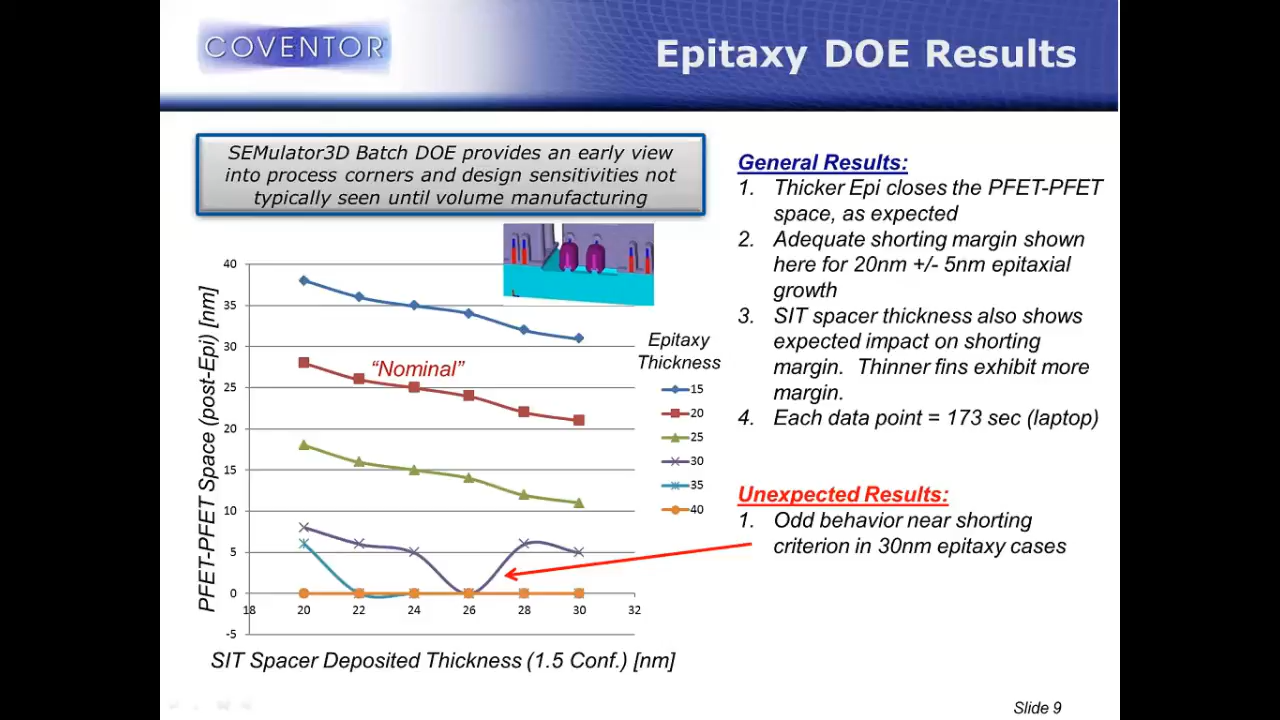 COVENTOR
Epitaxy DOE Results
SEMulator3D Batch DOE provides an early view
into process corners and design sensitivities not
typically seen until volume manufacturing
General Results:
1. Thicker Epi closes the PFET-PFET
space, as expected
2. Adequate shorting margin shown
here for 20nm +/- 5nm epitaxial
growth
3. SIT spacer thickness also shows
expected impact on shorting
margin. Thinner fins exhibit more
margin.
4. Each data point = 173 sec (laptop)
Unexpected Results:
1. Odd behavior near shorting
criterion in 30nm epitaxy cases
PFET-PFET Space (post-Epi) [nm]
40
35
30
25
20
15
10
5
0
-5
"Nominal"
18 20 22 24 26 28 30 32
SIT Spacer Deposited Thickness (1.5 Conf.) [nm]
Epitaxy
Thickness
15
20
25
30
35
40
Slide 9